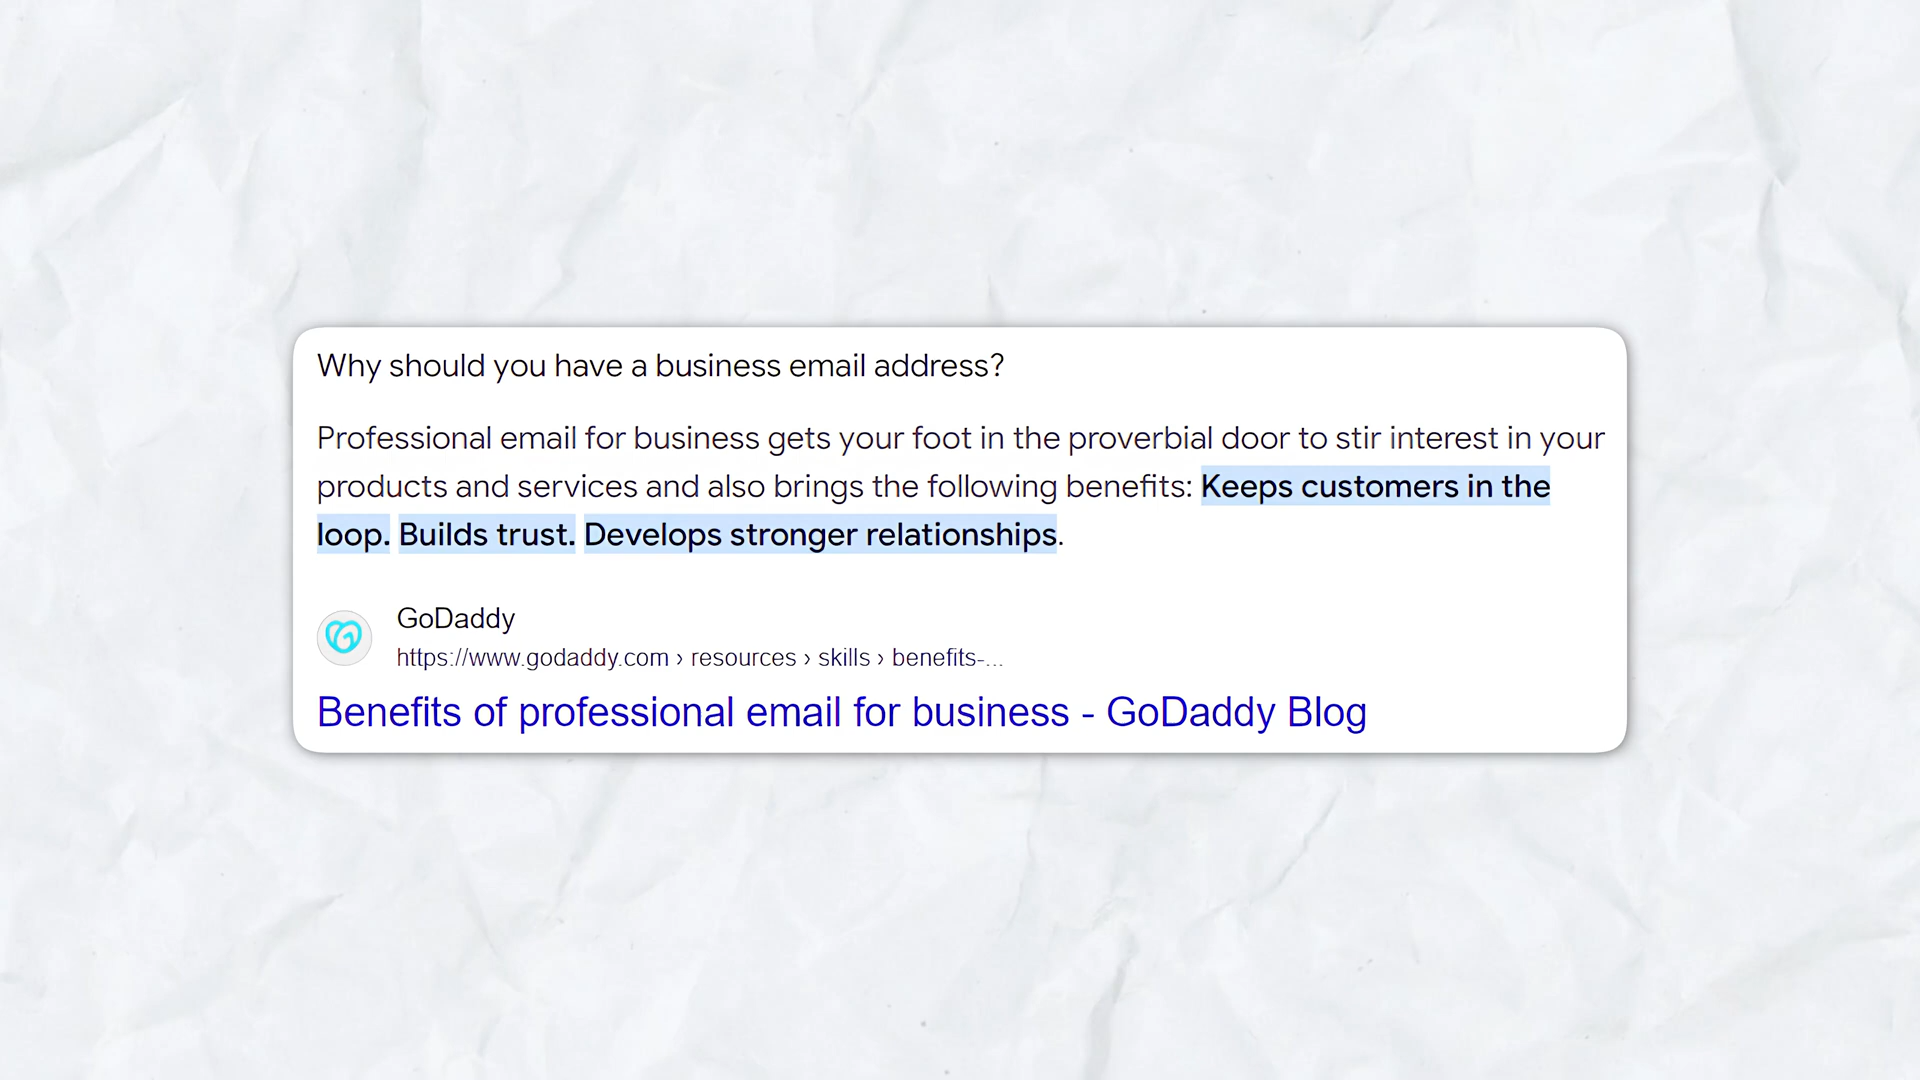 Why should you have a business email address?
Professional email for business gets your foot in the proverbial door to stir interest in your
products and services and also brings the following benefits: Keeps customers in the
loop. Builds trust. Develops stronger relationships.
GoDaddy
https://www.godaddy.com › resources › skills › benefits-...
Benefits of professional email for business - GoDaddy Blog